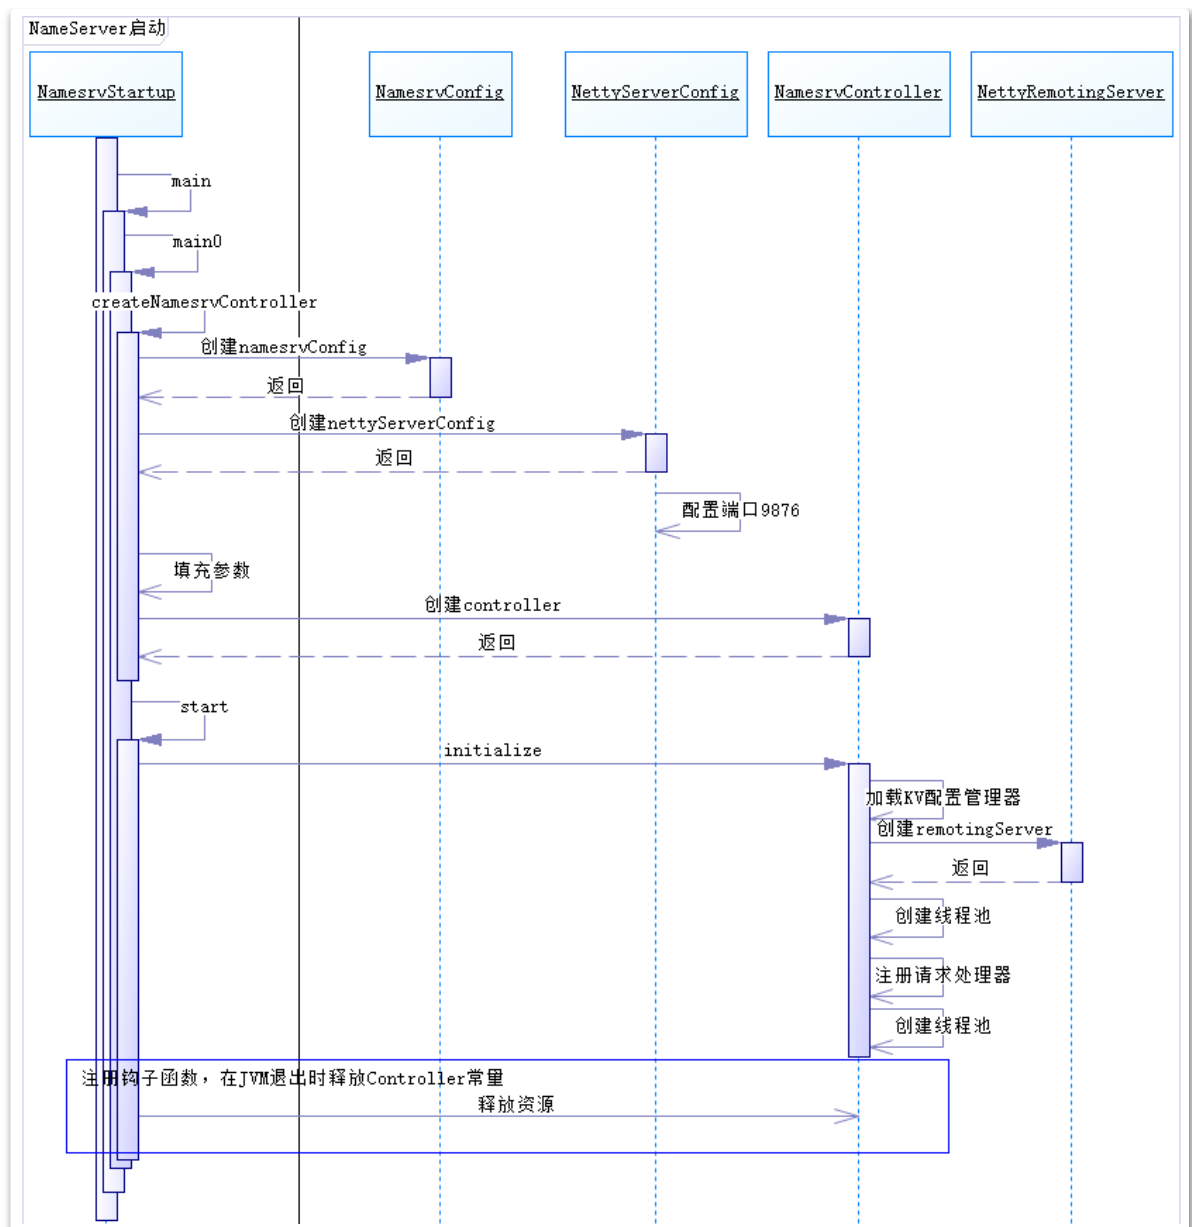 NameServer启动
NamesrvStartup
NamesrvConfig
NettyServerConfig
NamesrvController
NettyRemotingServer
main
main0
createNamesrvController
创建namesrvConfig
返回
创建nettyServerConfig
返回
配置端口9876
填充参数
创建controller
返回
start
initialize
加载KV配置管理器
创建remotingServer
返回
创建线程池
注册请求处理器
创建线程池
注册钩子函数，在JVM退出时释放Controller常量
释放资源